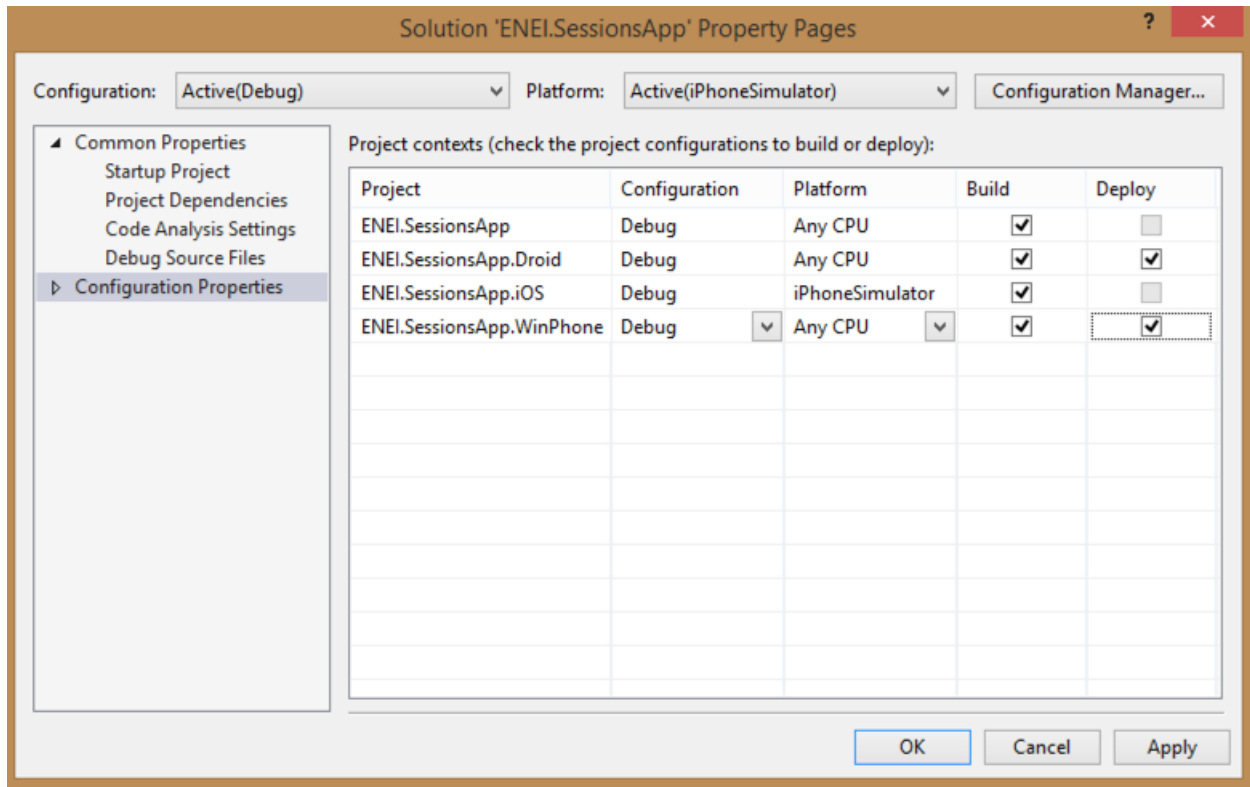 Solution 'ENEI.SessionsApp' Property Pages
?
Configuration: Active(Debug) Platform: Active(iPhoneSimulator) Configuration Manager...
Common Properties
Startup Project
Project Dependencies
Code Analysis Settings
Debug Source Files
Configuration Properties
Project contexts (check the project configurations to build or deploy):
Project Configuration Platform Build Deploy
ENEI.SessionsApp Debug Any CPU
ENEI.SessionsApp.Droid Debug Any CPU
ENEI.SessionsApp.iOS Debug iPhoneSimulator
ENEI.SessionsApp.WinPhone Debug Any CPU
OK Cancel Apply